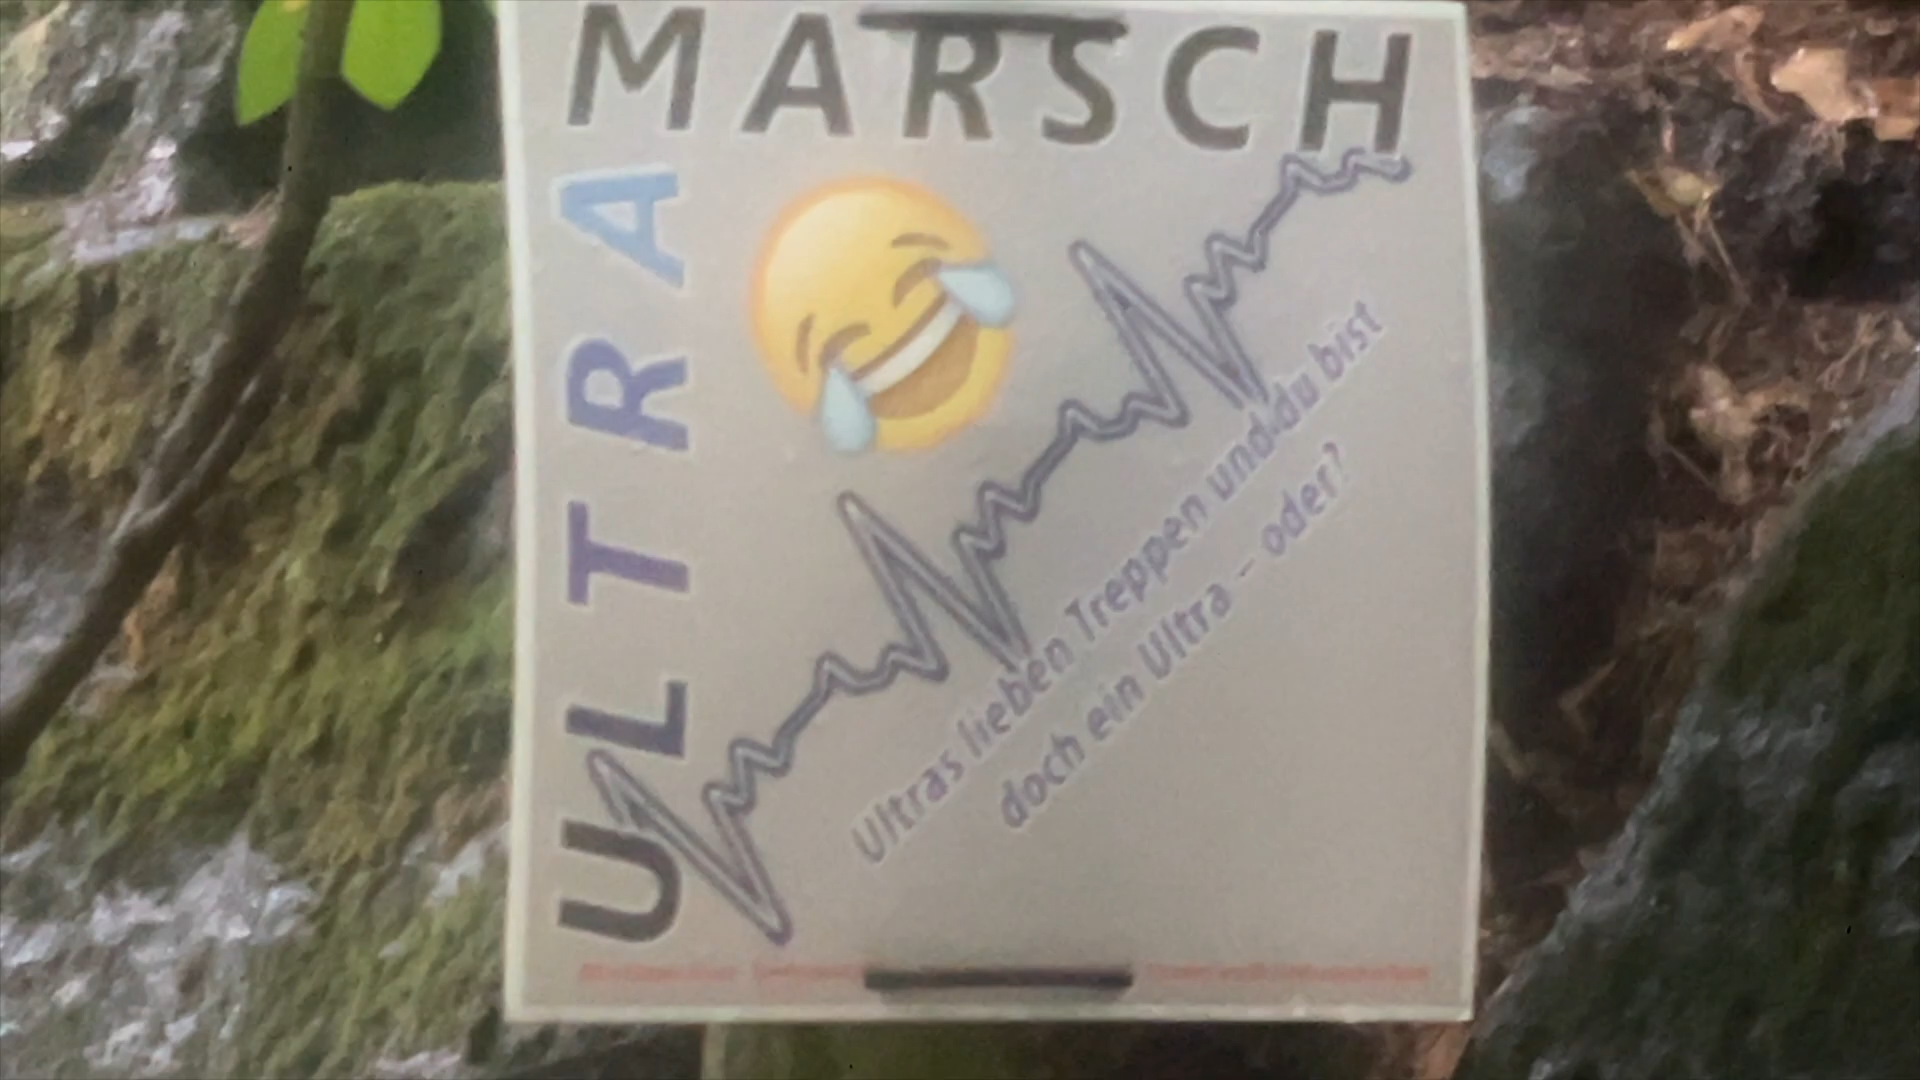 MARSCH
ULTRA
Ultras lieben Treppen und du bist
doch ein Ultra – oder?